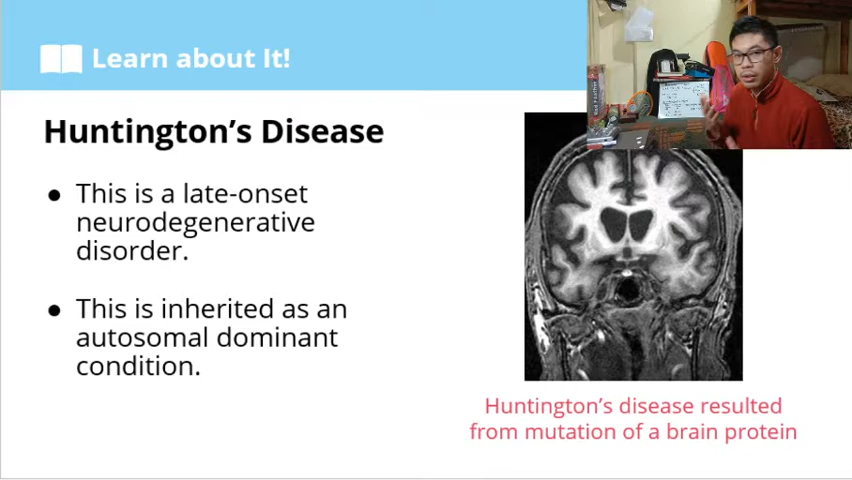 Learn about It!
Huntington's Disease
● This is a late-onset
neurodegenerative
disorder.
● This is inherited as an
autosomal dominant
condition.
Huntington's disease resulted
from mutation of a brain protein